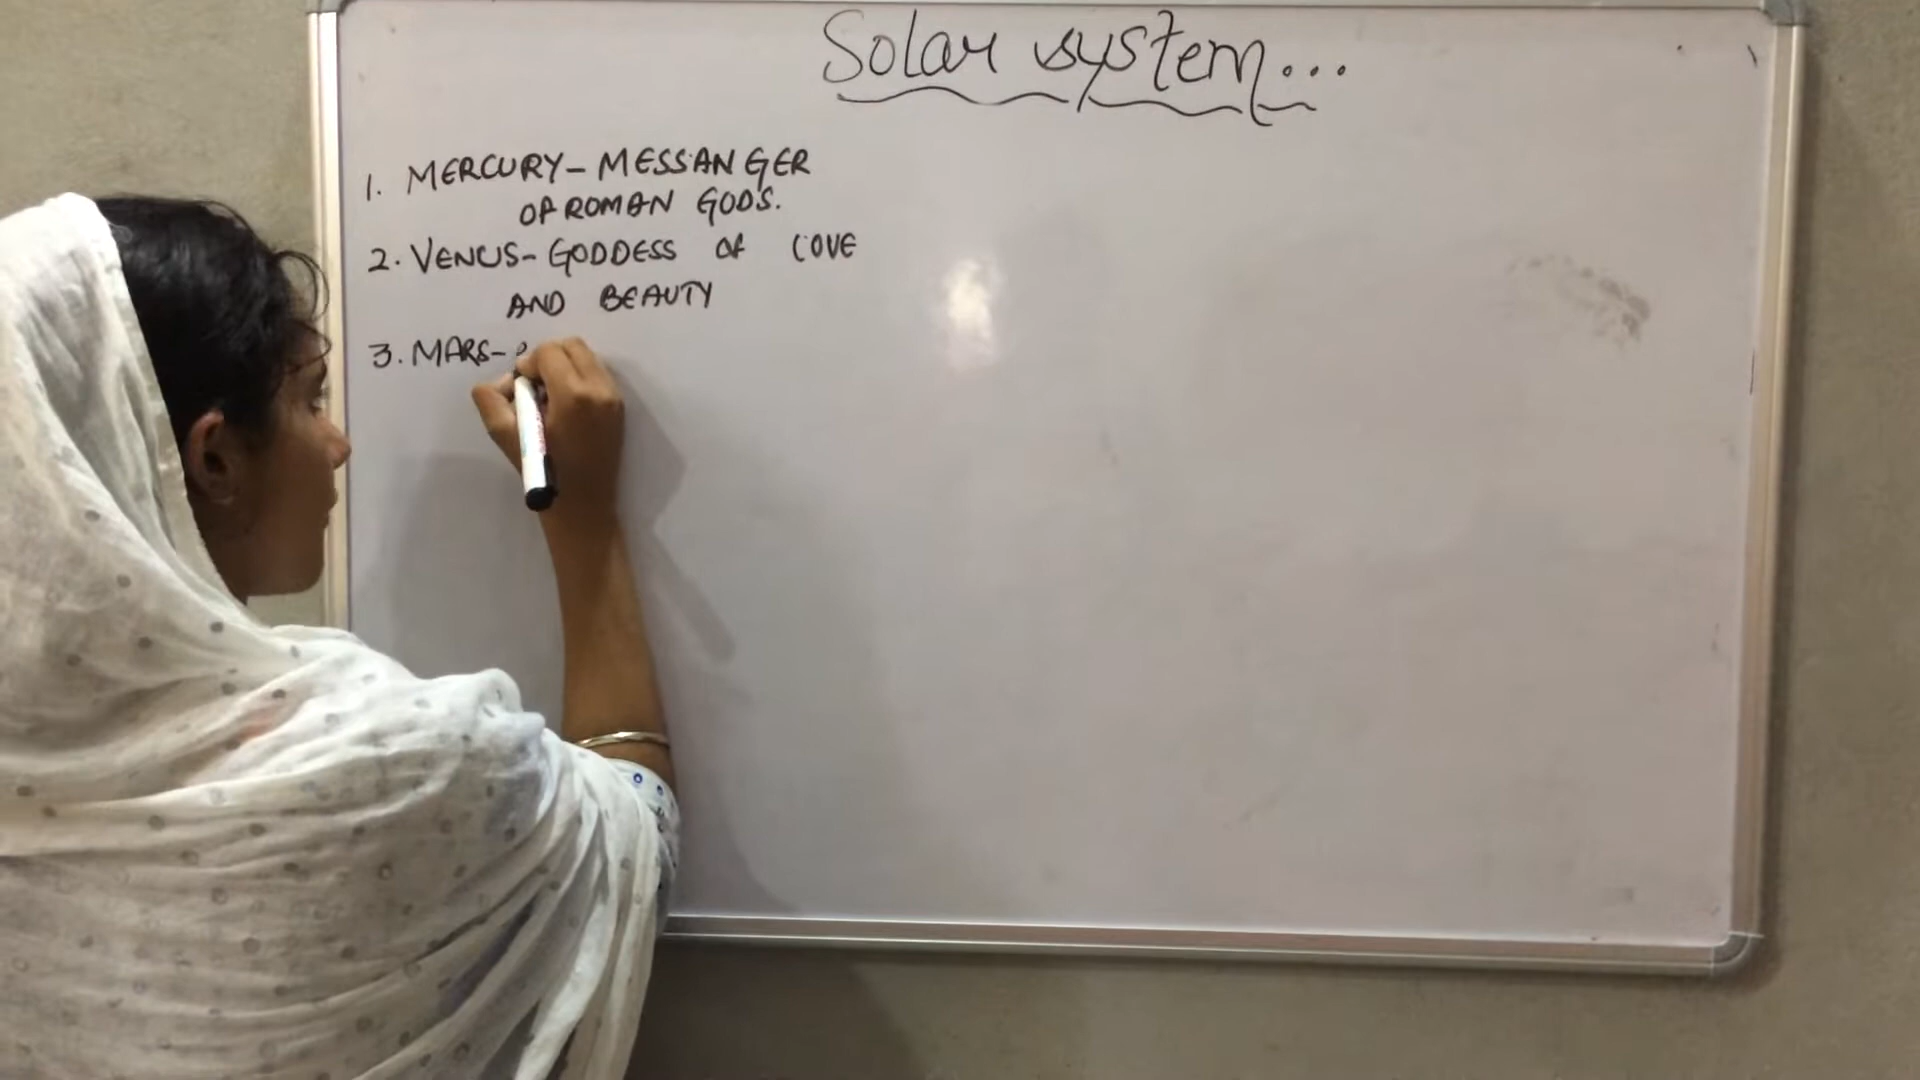 Solar system...
1. MERCURY- MESSANGER
OF ROMAN GODS.
2. VENUS- GODDESS OF LOVE
AND BEAUTY
3. MARS-